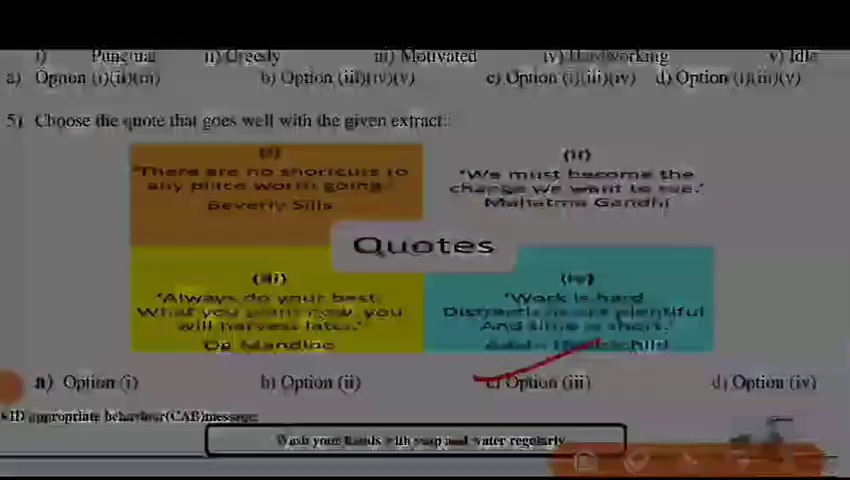 i) Punctual ii) Greedy iii) Motivated iv) Hardworking v) Idle
a) Option (i)(ii)(iii) b) Option (iii)(iv)(v) c) Option (i)(iii)(iv) d) Option (i)(iii)(v)
5) Choose the quote that goes well with the given extract::
(i)
'There are no shortcuts to
any place worth going.'
Beverly Sills
(ii)
'We must become the
change we want to see.'
Mahatma Gandhi
Quotes
(iii)
'Always do your best.
What you plant now, you
will harvest later.'
Og Mandino
(iv)
'Work is hard.
Distractions are plentiful
And time is short.'
a) Option (i) b) Option (ii) c) Option (iii) d) Option (iv)
appropriate behaviour(CAB)message:
Wash your hands with soap and water regularly